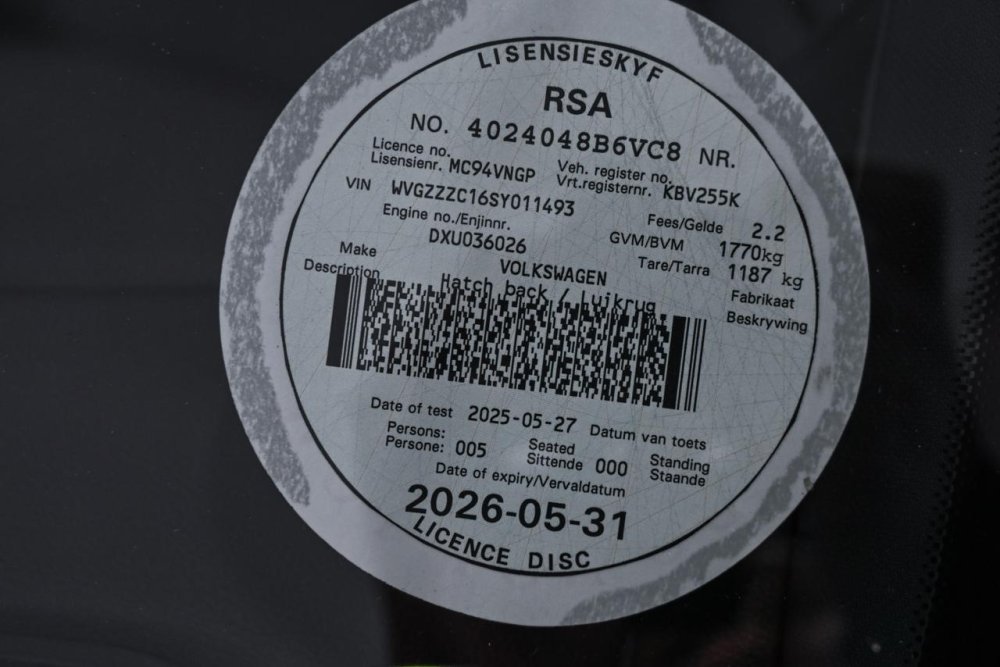 LISENSIESKYF
RSA
NO. 4024048B6VC8 NR.
Licence no. Veh. register no.
Lisensienr. MC94VNGP Vrt.registernr. KBV255K
VIN WVGZZZC16SY011493 Fees/Gelde 2.2
Engine no./Enjinnr. GVM/BVM 1770kg
DXU036026 Tare/Tarra 1187 kg
Make VOLKSWAGEN Fabrikaat
Description Hatch back / Luikrug Beskrywing
Date of test 2025-05-27 Datum van toets
Persons: Seated Standing
Persone: 005 Sittende 000 Staande
Date of expiry/Vervaldatum
2026-05-31
LICENCE DISC